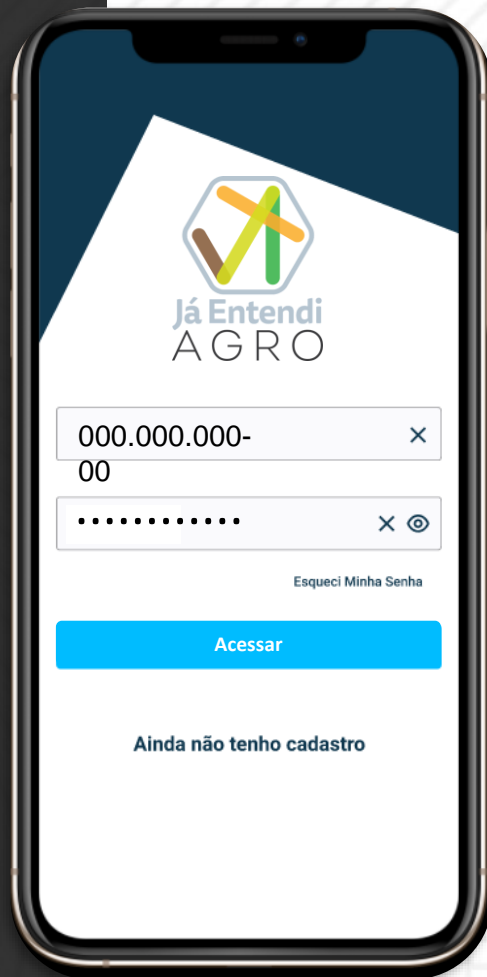 Já Entendi
AGRO
000.000.000-
00
••••••••••••
Esqueci Minha Senha
Acessar
Ainda não tenho cadastro